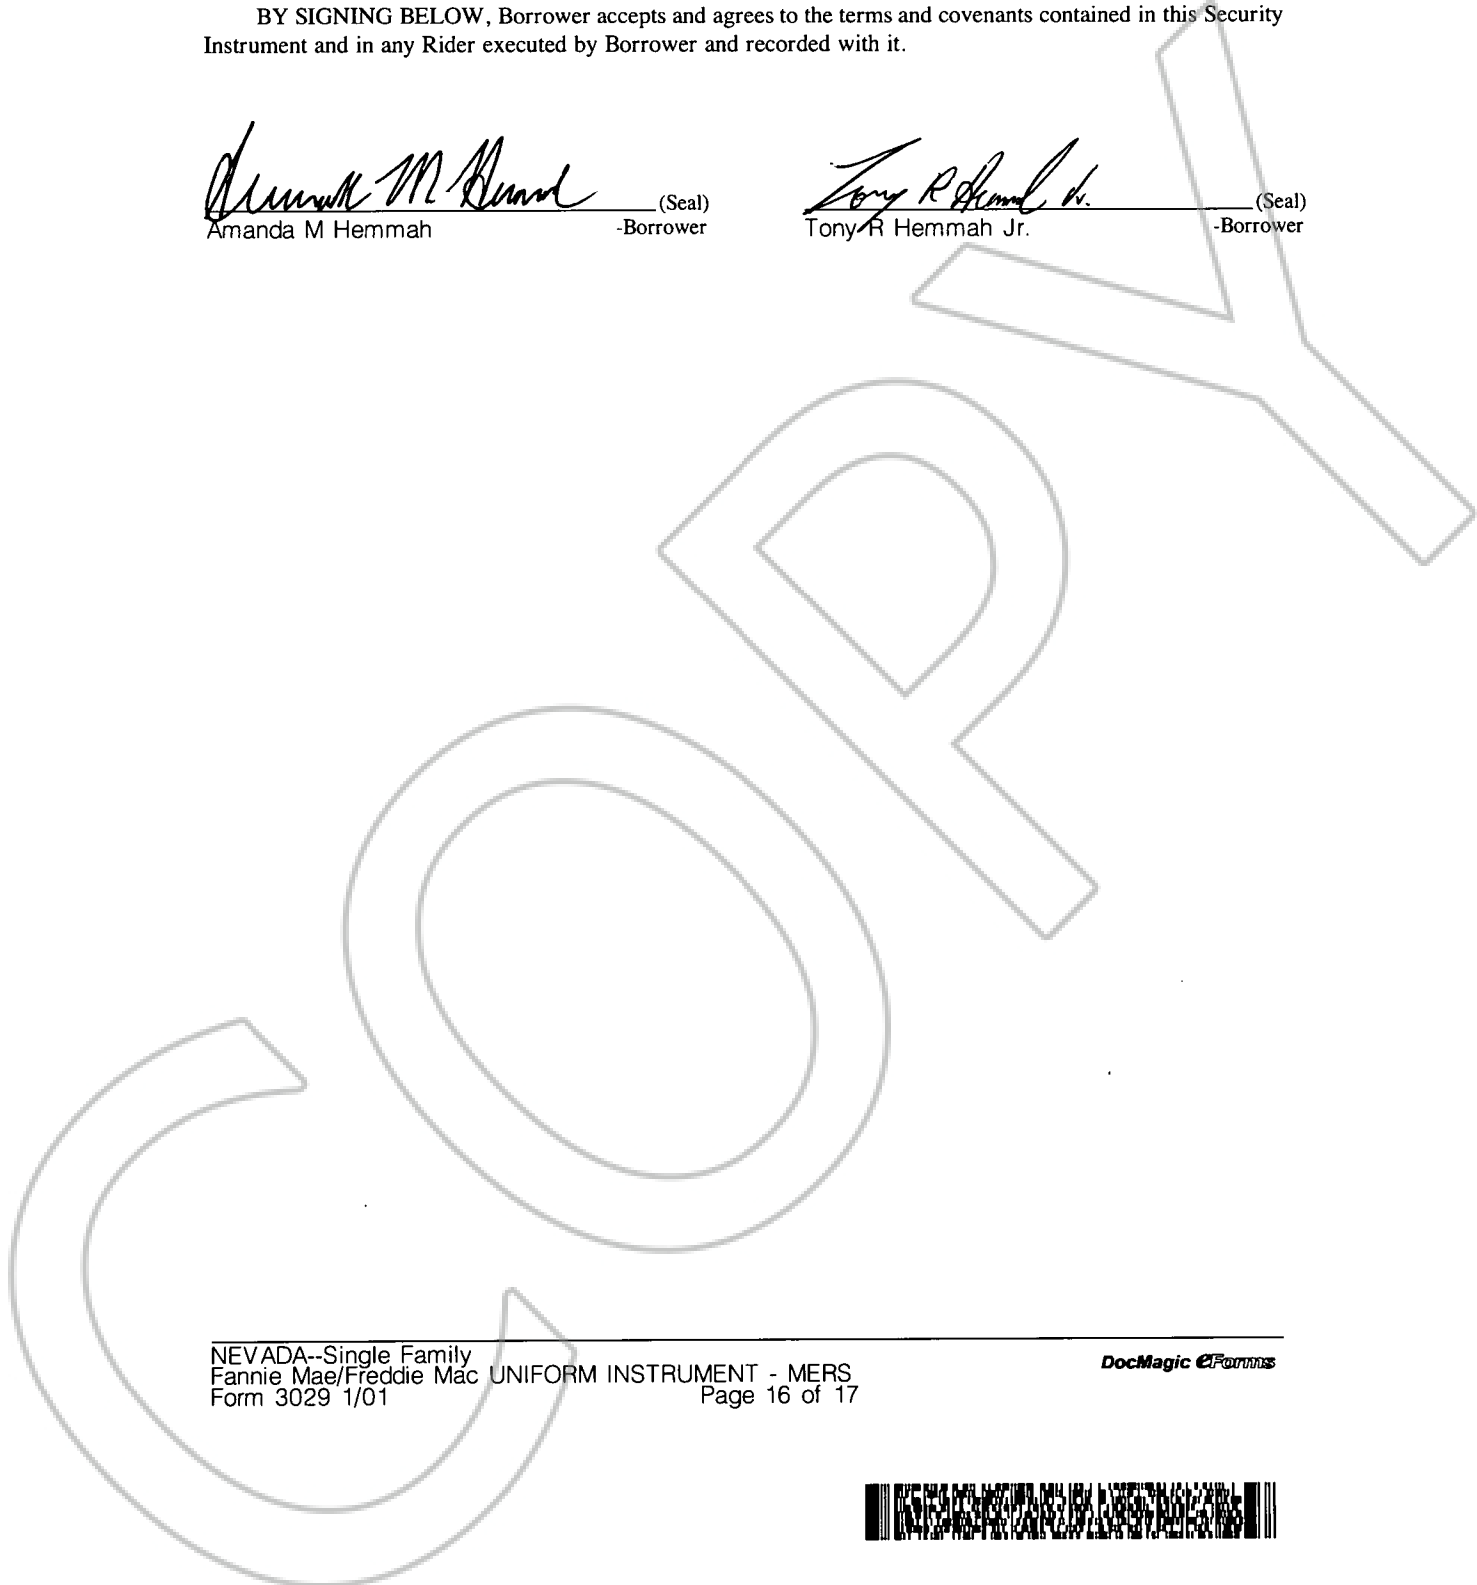 BY SIGNING BELOW, Borrower accepts and agrees to the terms and covenants contained in this Security
Instrument and in any Rider executed by Borrower and recorded with it.
Tony R
(Seal)
(Seal)
Amanda M Hemmah
-Borrower
Tony R Hemmah Jr.
-Borrower
COPY
NEVADA--Single Family
Fannie Mae/Freddie Mac UNIFORM INSTRUMENT - MERS
Form 3029 1/01
Page 16 of 17
DocMagic eForms